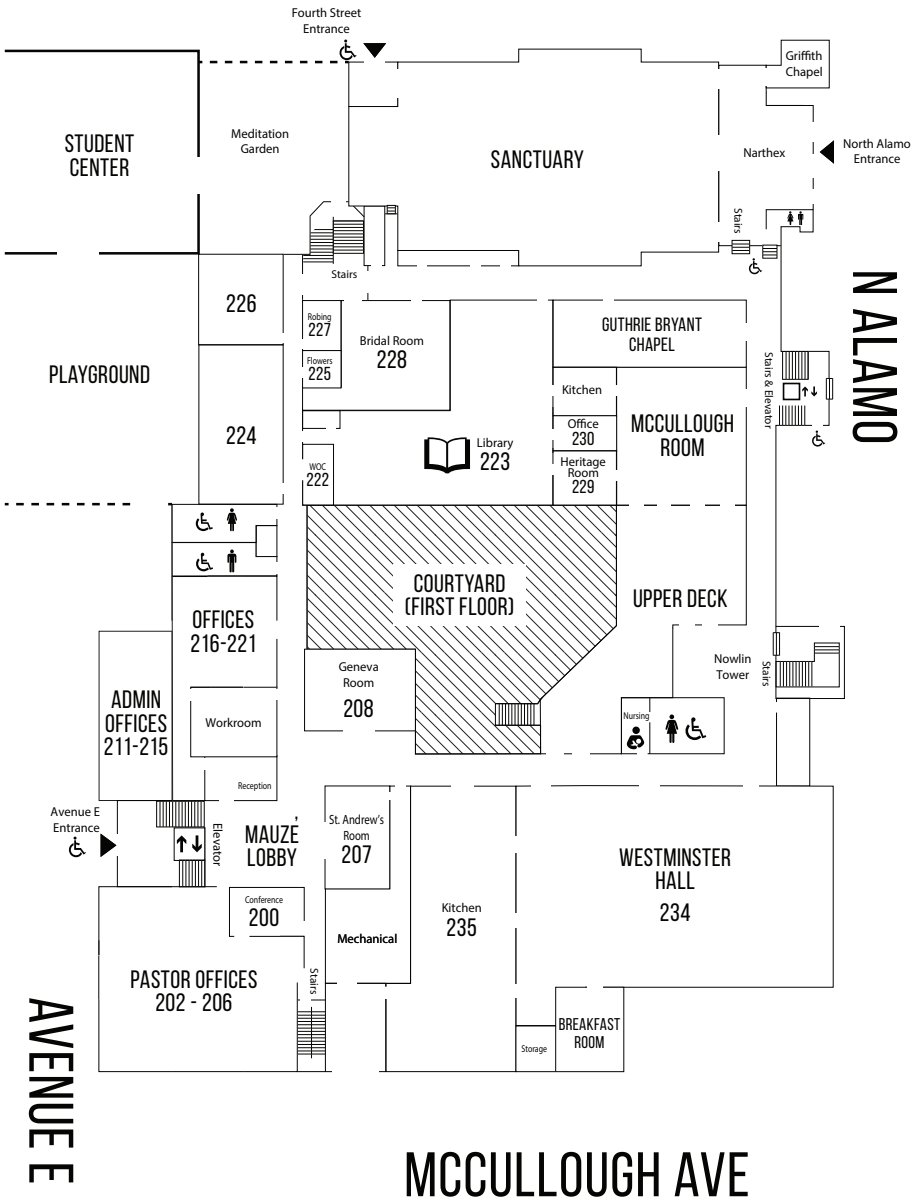 Fourth Street
Entrance
Griffith
Chapel
STUDENT
CENTER
Meditation
Garden
SANCTUARY
Narthex
North Alamo
Entrance
Stairs
Stairs
226
Robing
227
Bridal Room
228
GUTHRIE BRYANT
CHAPEL
N ALAMO
PLAYGROUND
Flowers
225
Kitchen
Stairs & Elevator
224
Office
230
MCCULLOUGH
ROOM
Library
223
WOC
222
Heritage
Room
229
COURTYARD
(FIRST FLOOR)
UPPER DECK
OFFICES
216-221
Geneva
Room
208
Nowlin
Tower
Stairs
ADMIN
OFFICES
211-215
Workroom
Nursing
Reception
Avenue E
Entrance
Elevator
MAUZÉ
LOBBY
St. Andrew's
Room
207
WESTMINSTER
HALL
234
Conference
200
Kitchen
235
Mechanical
PASTOR OFFICES
202 - 206
Stairs
BREAKFAST
ROOM
Storage
AVENUE E
MCCULLOUGH AVE